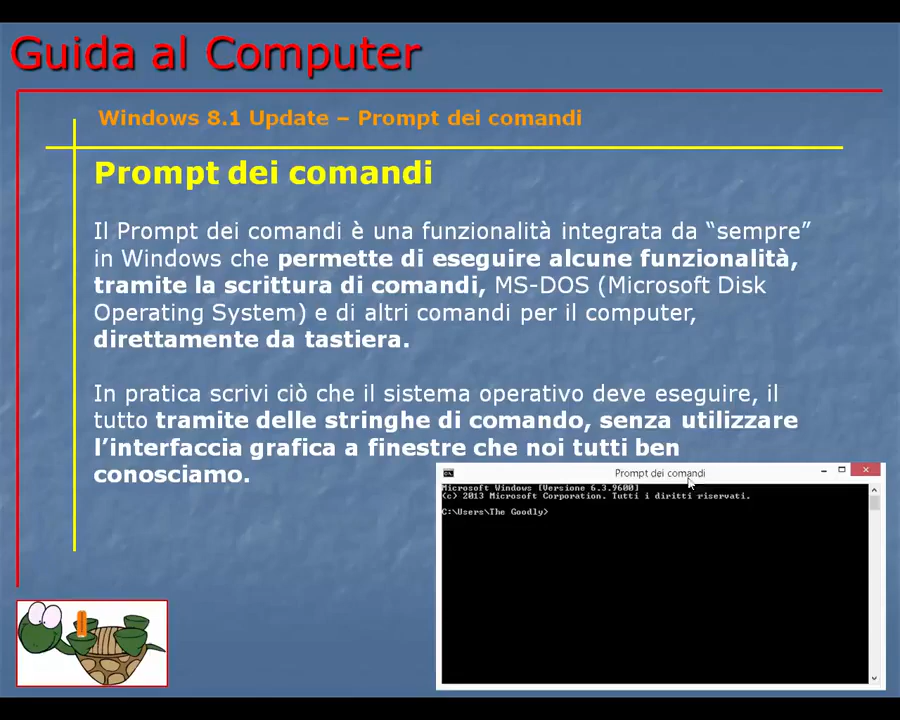 Guida al Computer
Windows 8.1 Update – Prompt dei comandi
Prompt dei comandi
Il Prompt dei comandi è una funzionalità integrata da “sempre”
in Windows che permette di eseguire alcune funzionalità,
tramite la scrittura di comandi, MS-DOS (Microsoft Disk
Operating System) e di altri comandi per il computer,
direttamente da tastiera.
In pratica scrivi ciò che il sistema operativo deve eseguire, il
tutto tramite delle stringhe di comando, senza utilizzare
l’interfaccia grafica a finestre che noi tutti ben
conosciamo.
Prompt dei comandi
Microsoft Windows [Versione 6.3.9600]
(c) 2013 Microsoft Corporation. Tutti i diritti riservati.
C:\Users\The Goodly>